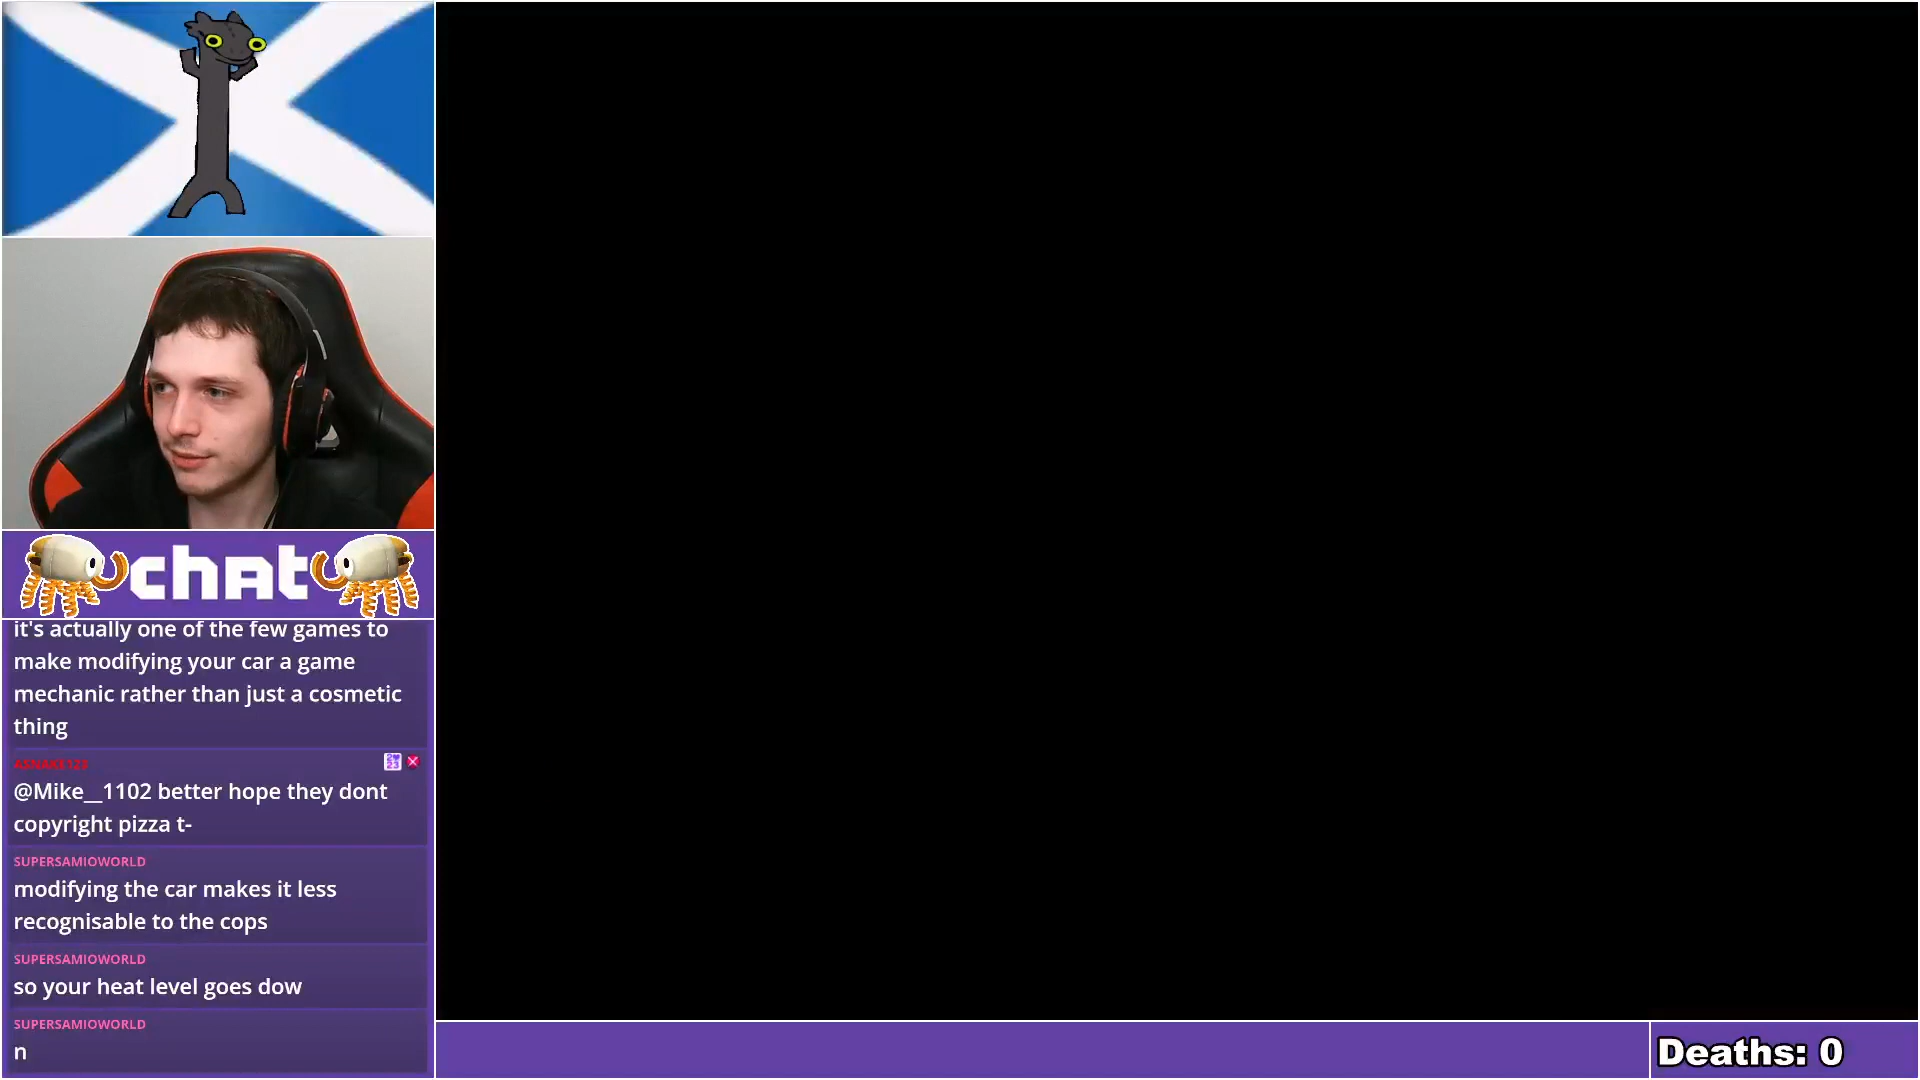 chat
it's actually one of the few games to
make modifying your car a game
mechanic rather than just a cosmetic
thing
ASNAKE123
@Mike__1102 better hope they dont
copyright pizza t-
SUPERSAMIOWORLD
modifying the car makes it less
recognisable to the cops
SUPERSAMIOWORLD
so your heat level goes dow
SUPERSAMIOWORLD
n
Deaths: 0